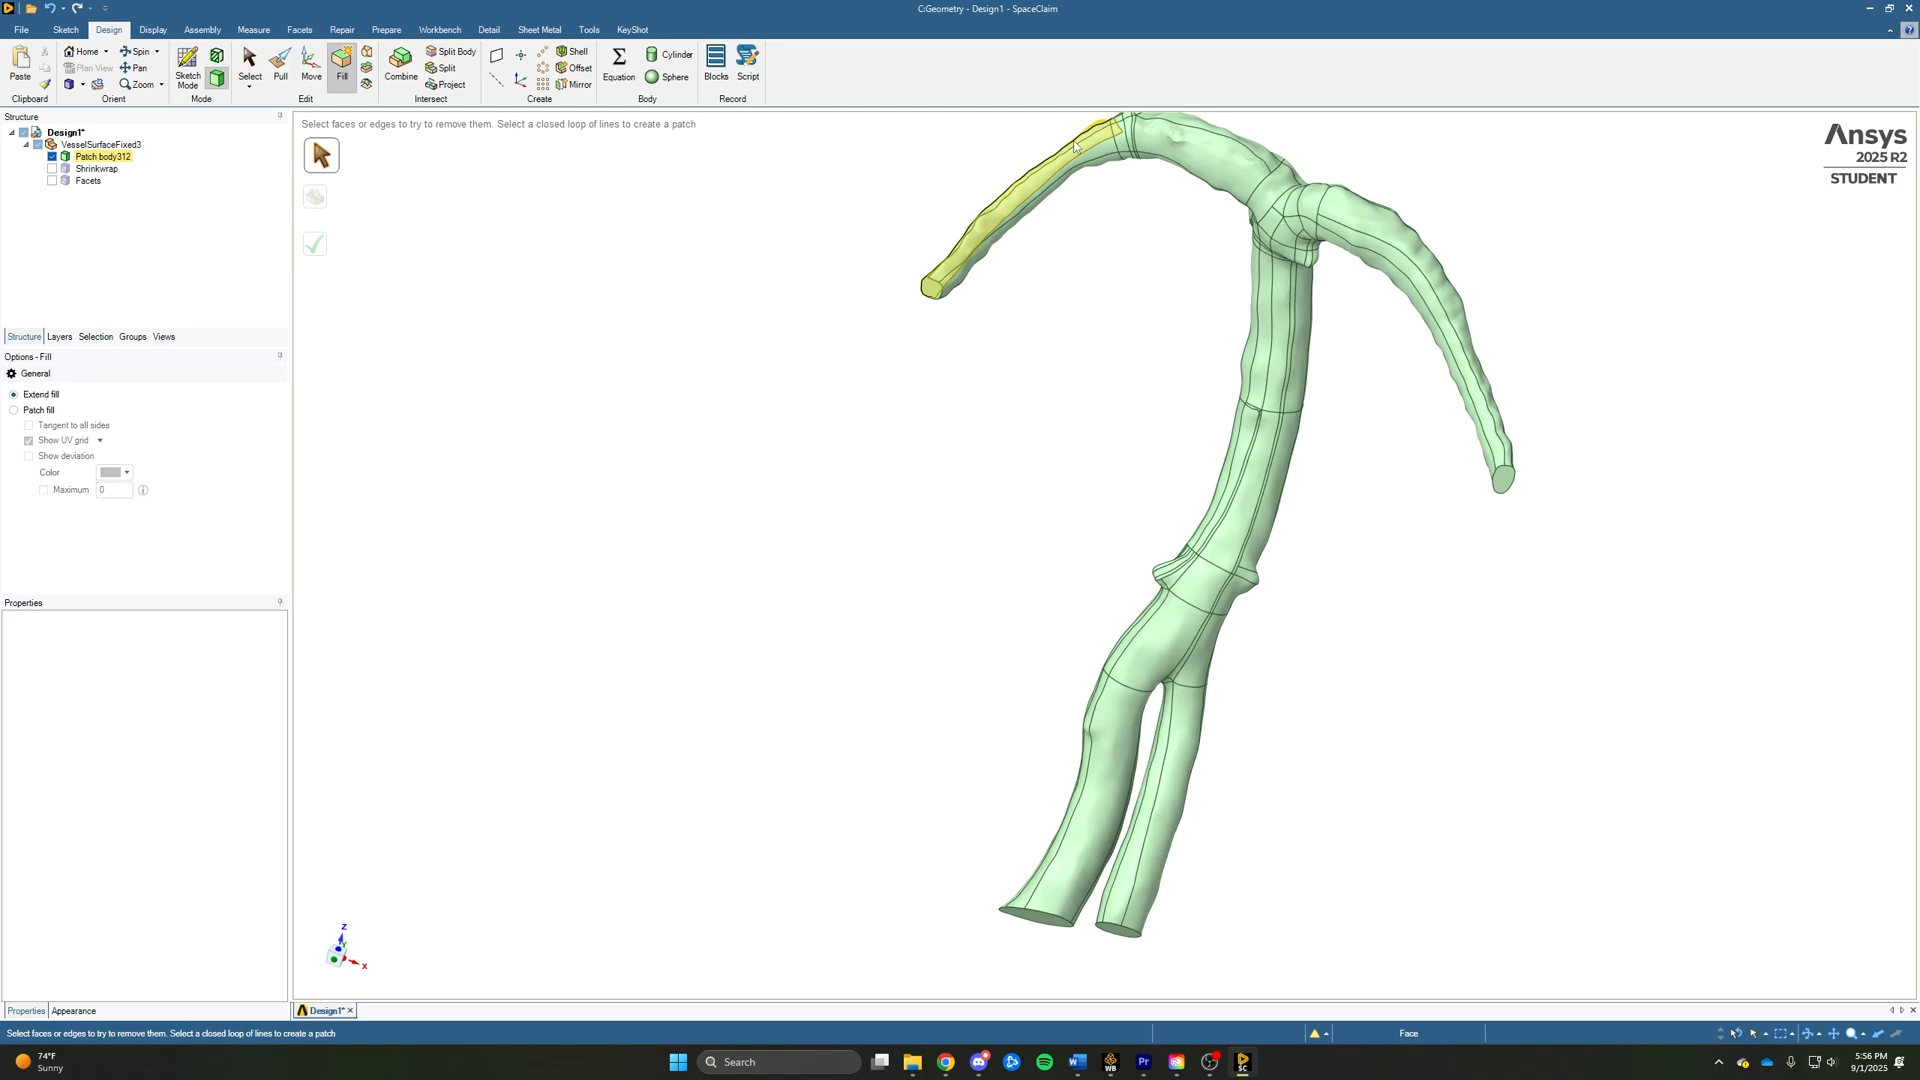 C:Geometry - Design1 - SpaceClaim
File Sketch Design Display Assembly Measure Facets Repair Prepare Workbench Detail Sheet Metal Tools KeyShot
Paste
Clipboard
Home Spin
Plan View Pan
Zoom
Orient
Sketch Mode
Mode
Select Pull Move Fill
Edit
Combine
Split Body
Split
Project
Intersect
Shell
Offset
Mirror
Create
Equation
Cylinder
Sphere
Body
Blocks Script
Record
Structure
Design1*
VesselSurfaceFixed3
Patch body312
Shrinkwrap
Facets
Structure Layers Selection Groups Views
Options - Fill
General
Extend fill
Patch fill
Tangent to all sides
Show UV grid
Show deviation
Color
Maximum 0
Properties
Properties Appearance
Select faces or edges to try to remove them. Select a closed loop of lines to create a patch
Ansys
2025 R2
STUDENT
Z
Y
X
Design1*
Select faces or edges to try to remove them. Select a closed loop of lines to create a patch
Face
74°F
Sunny
Search
W
WB
Pr
SC
5:56 PM
9/1/2025